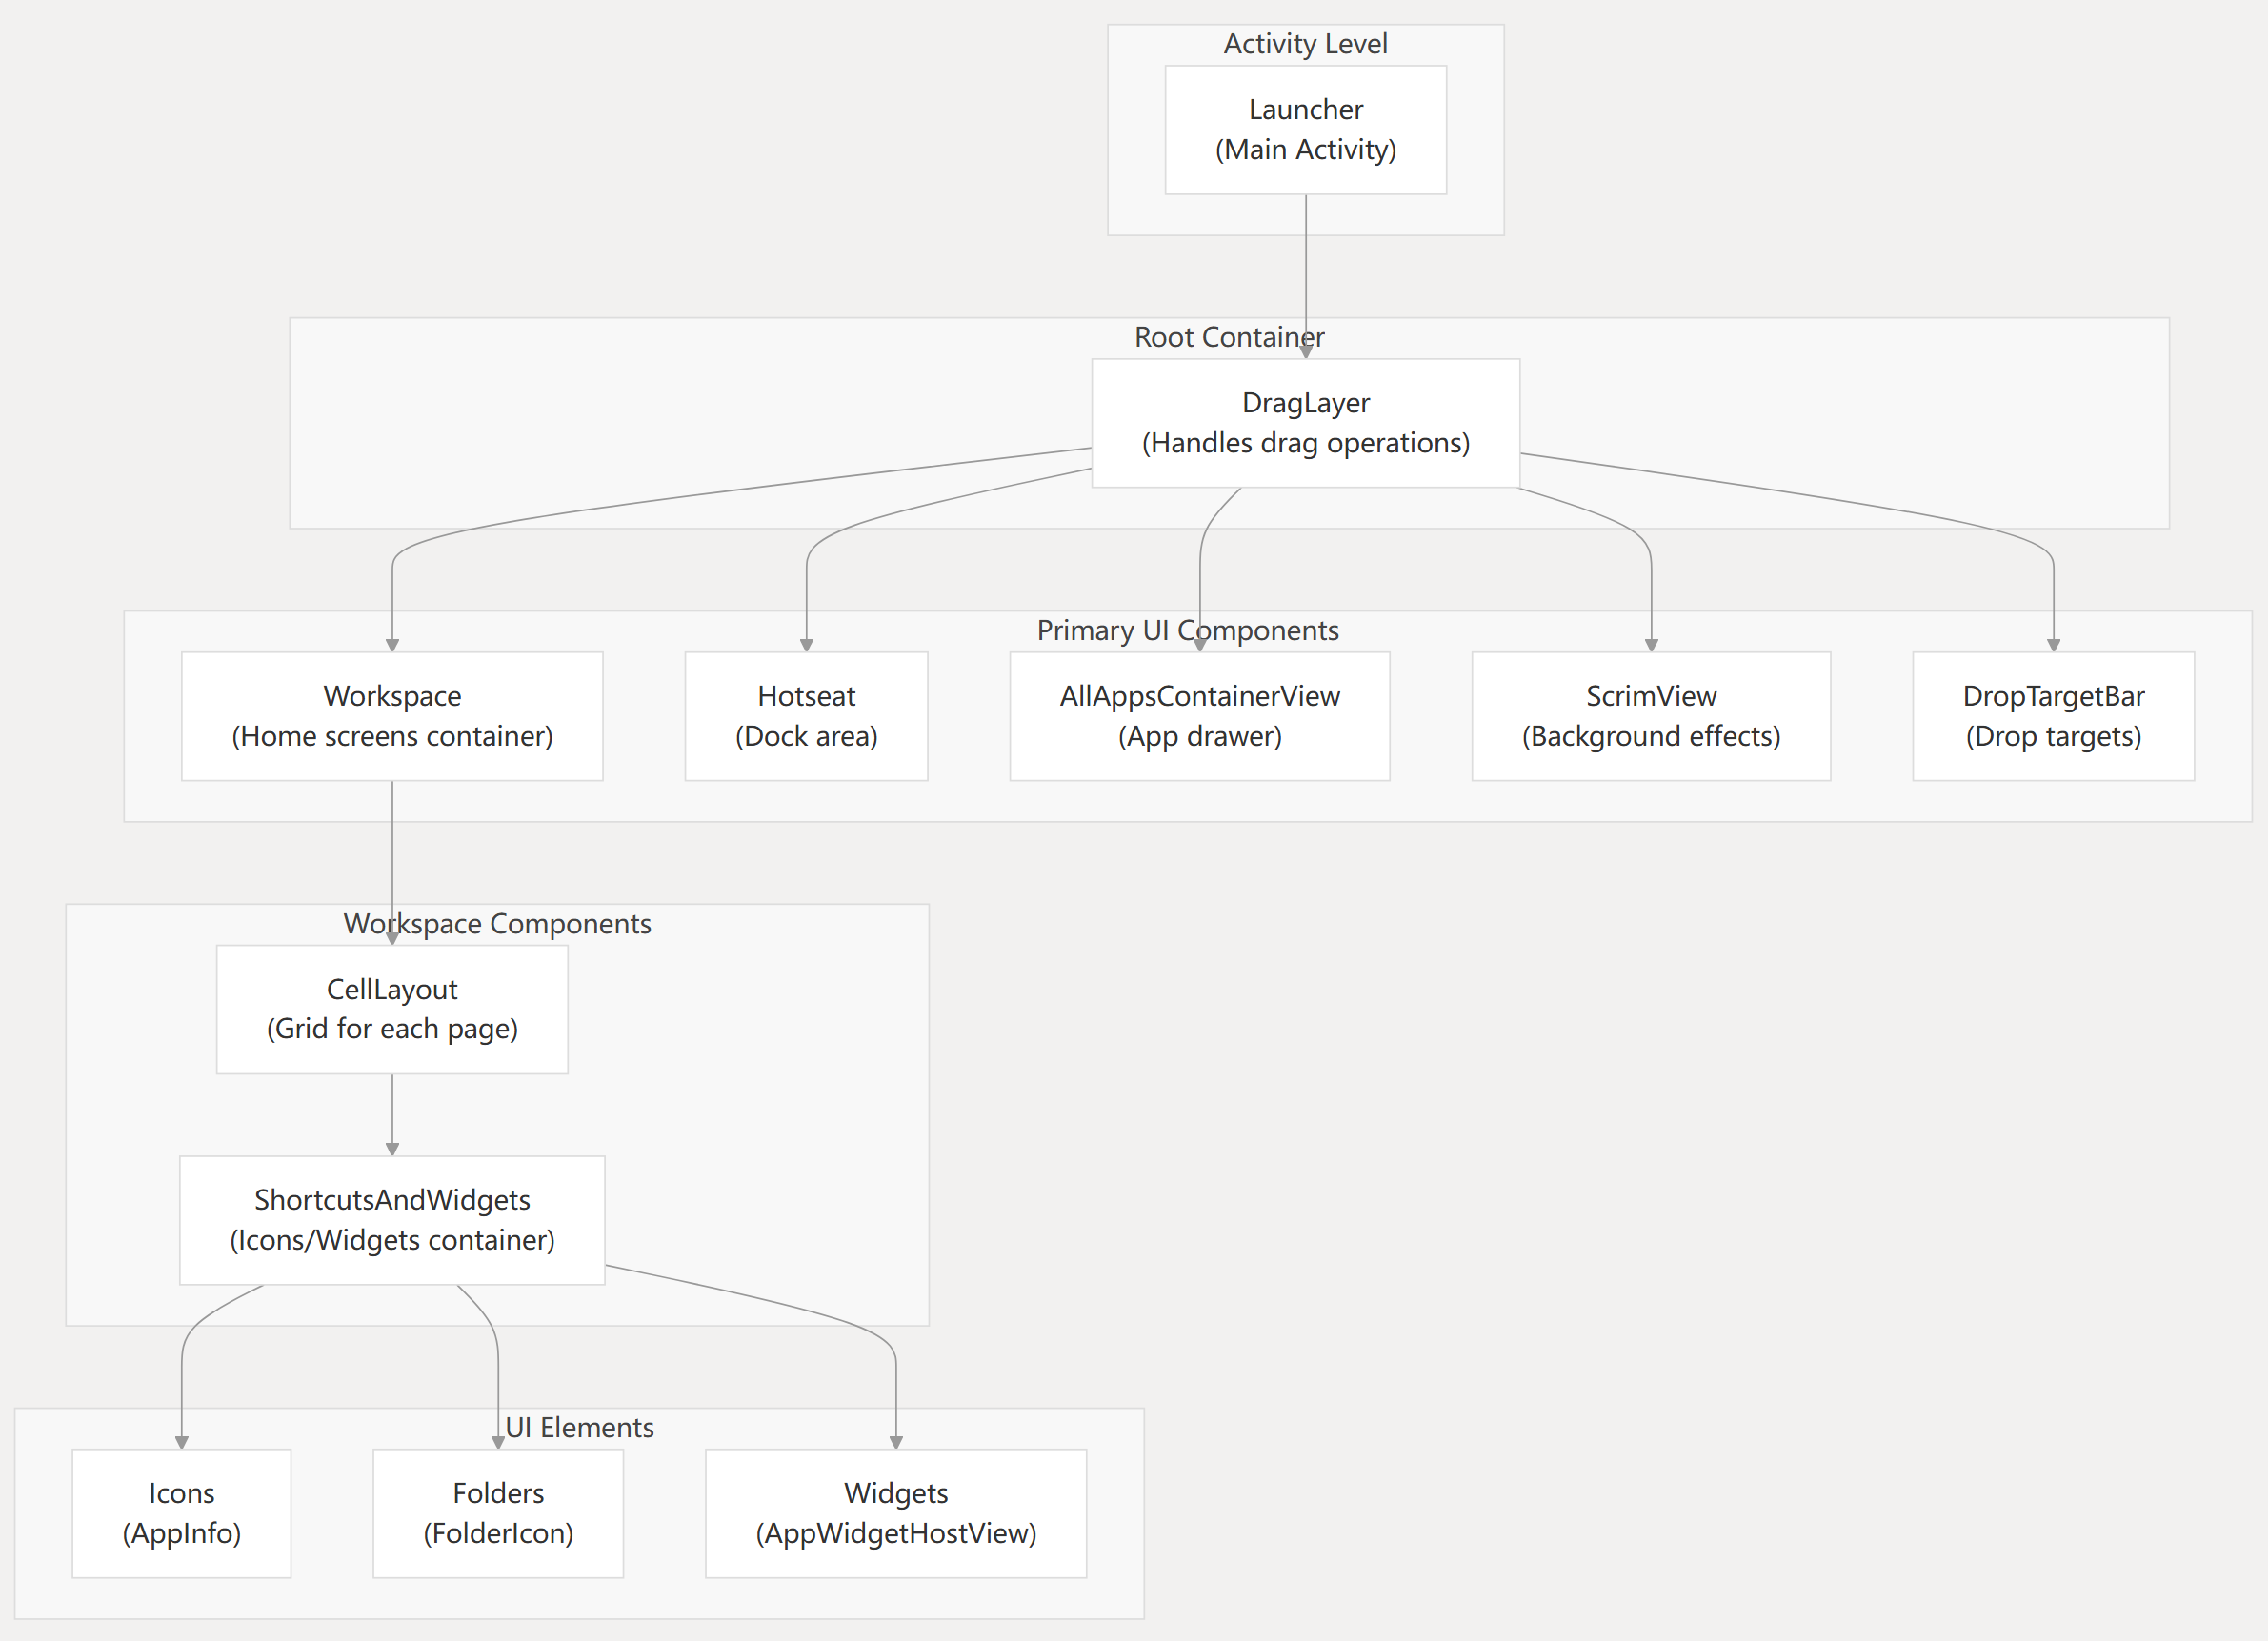 Activity Level
Launcher
(Main Activity)
Root Container
DragLayer
(Handles drag operations)
Primary UI Components
Workspace
(Home screens container)
Hotseat
(Dock area)
AllAppsContainerView
(App drawer)
ScrimView
(Background effects)
DropTargetBar
(Drop targets)
Workspace Components
CellLayout
(Grid for each page)
ShortcutsAndWidgets
(Icons/Widgets container)
UI Elements
Icons
(AppInfo)
Folders
(FolderIcon)
Widgets
(AppWidgetHostView)